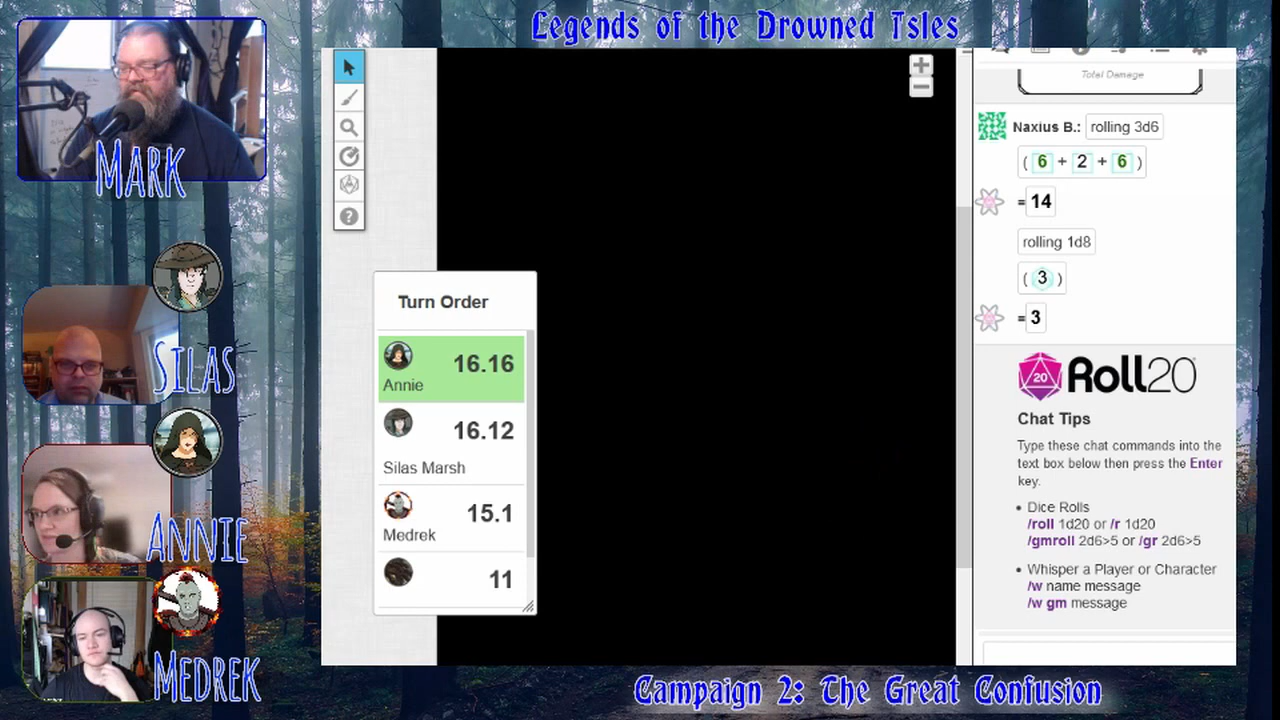 Legends of the Drowned Isles
MARK
SILAS
ANNIE
MEDREK
Turn Order
16.16
Annie
16.12
Silas Marsh
15.1
Medrek
11
Total Damage
Naxius B.: rolling 3d6
( 6 + 2 + 6 )
= 14
rolling 1d8
( 3 )
= 3
20 Roll20
Chat Tips
Type these chat commands into the
text box below then press the Enter
key.
• Dice Rolls
/roll 1d20 or /r 1d20
/gmroll 2d6>5 or /gr 2d6>5
• Whisper a Player or Character
/w name message
/w gm message
Campaign 2: The Great Confusion